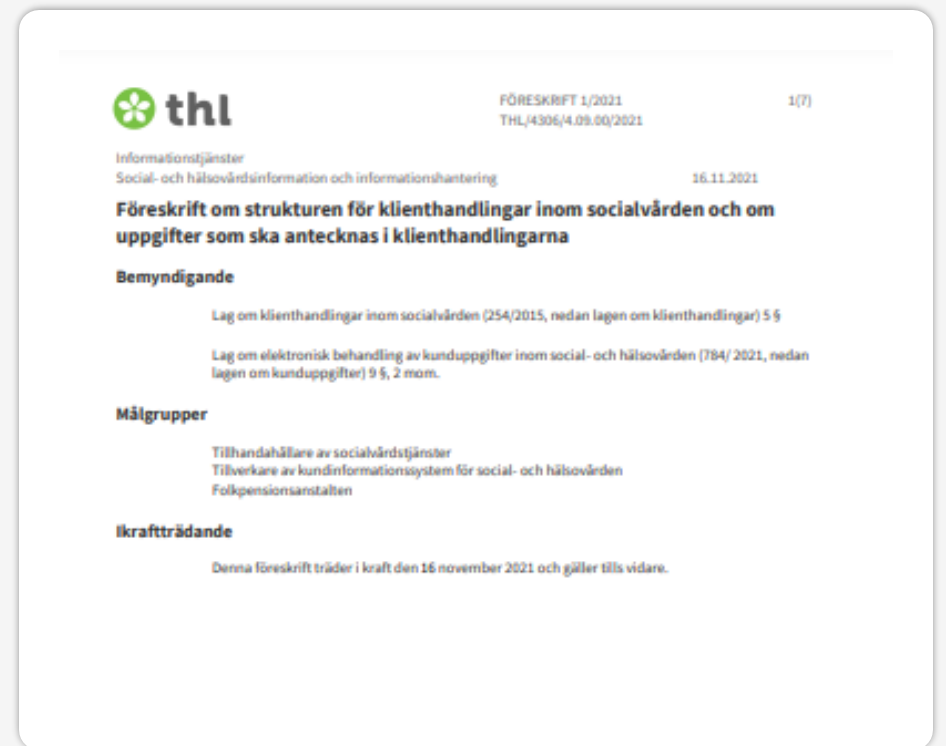 thl
FÖRESKRIFT 1/2021
1(7)
THL/4306/4.09.00/2021
Informationstjänster
Social- och hälsovårdsinformation och informationshantering
16.11.2021
Föreskrift om strukturen för klienthandlingar inom socialvården och om
uppgifter som ska antecknas i klienthandlingarna
Bemyndigande
Lag om klienthandlingar inom socialvården (254/2015, nedan lagen om klienthandlingar) 5 §
Lag om elektronisk behandling av kunduppgifter inom social- och hälsovården (784/ 2021, nedan
lagen om kunduppgifter) 9 §, 2 mom.
Målgrupper
Tillhandahållare av socialvårdstjänster
Tillverkare av kundinformationssystem för social- och hälsovården
Folkpensionsanstalten
Ikraftträdande
Denna föreskrift träder i kraft den 16 november 2021 och gäller tills vidare.